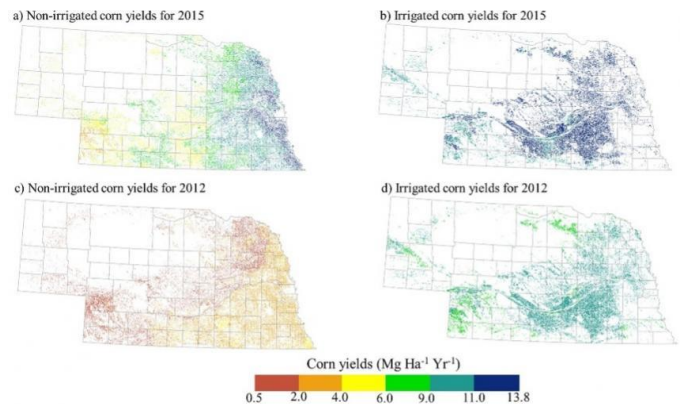 a) Non-irrigated corn yields for 2015
b) Irrigated corn yields for 2015
c) Non-irrigated corn yields for 2012
d) Irrigated corn yields for 2012
Corn yields (Mg Ha⁻¹ Yr⁻¹)
0.5 2.0 4.0 6.0 9.0 11.0 13.8